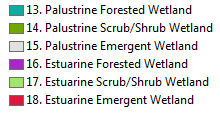 13. Palustrine Forested Wetland
14. Palustrine Scrub/Shrub Wetland
15. Palustrine Emergent Wetland
16. Estuarine Forested Wetland
17. Estuarine Scrub/Shrub Wetland
18. Estuarine Emergent Wetland